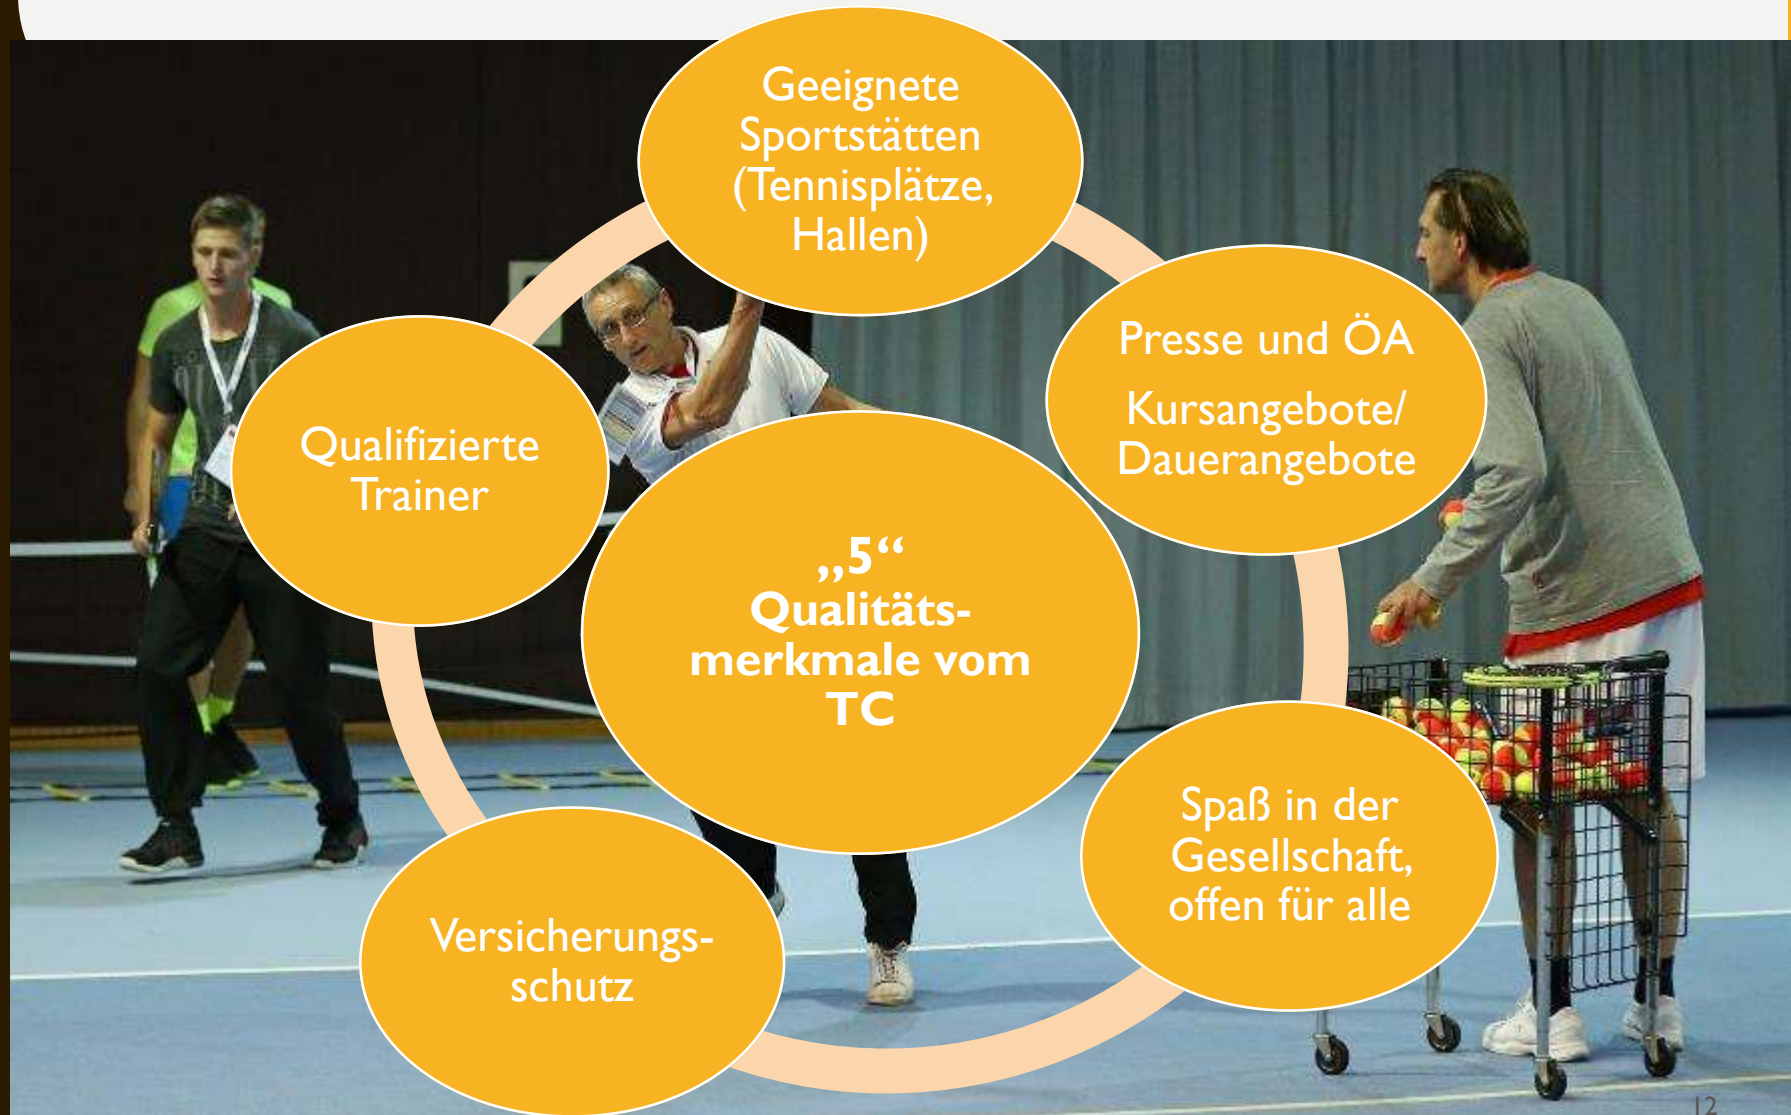 Geeignete
Sportstätten
(Tennisplätze,
Hallen)
Presse und ÖA
Kursangebote/
Dauerangebote
Qualifizierte
Trainer
„5“
Qualitäts-
merkmale vom
TC
Spaß in der
Gesellschaft,
offen für alle
Versicherungs-
schutz
12